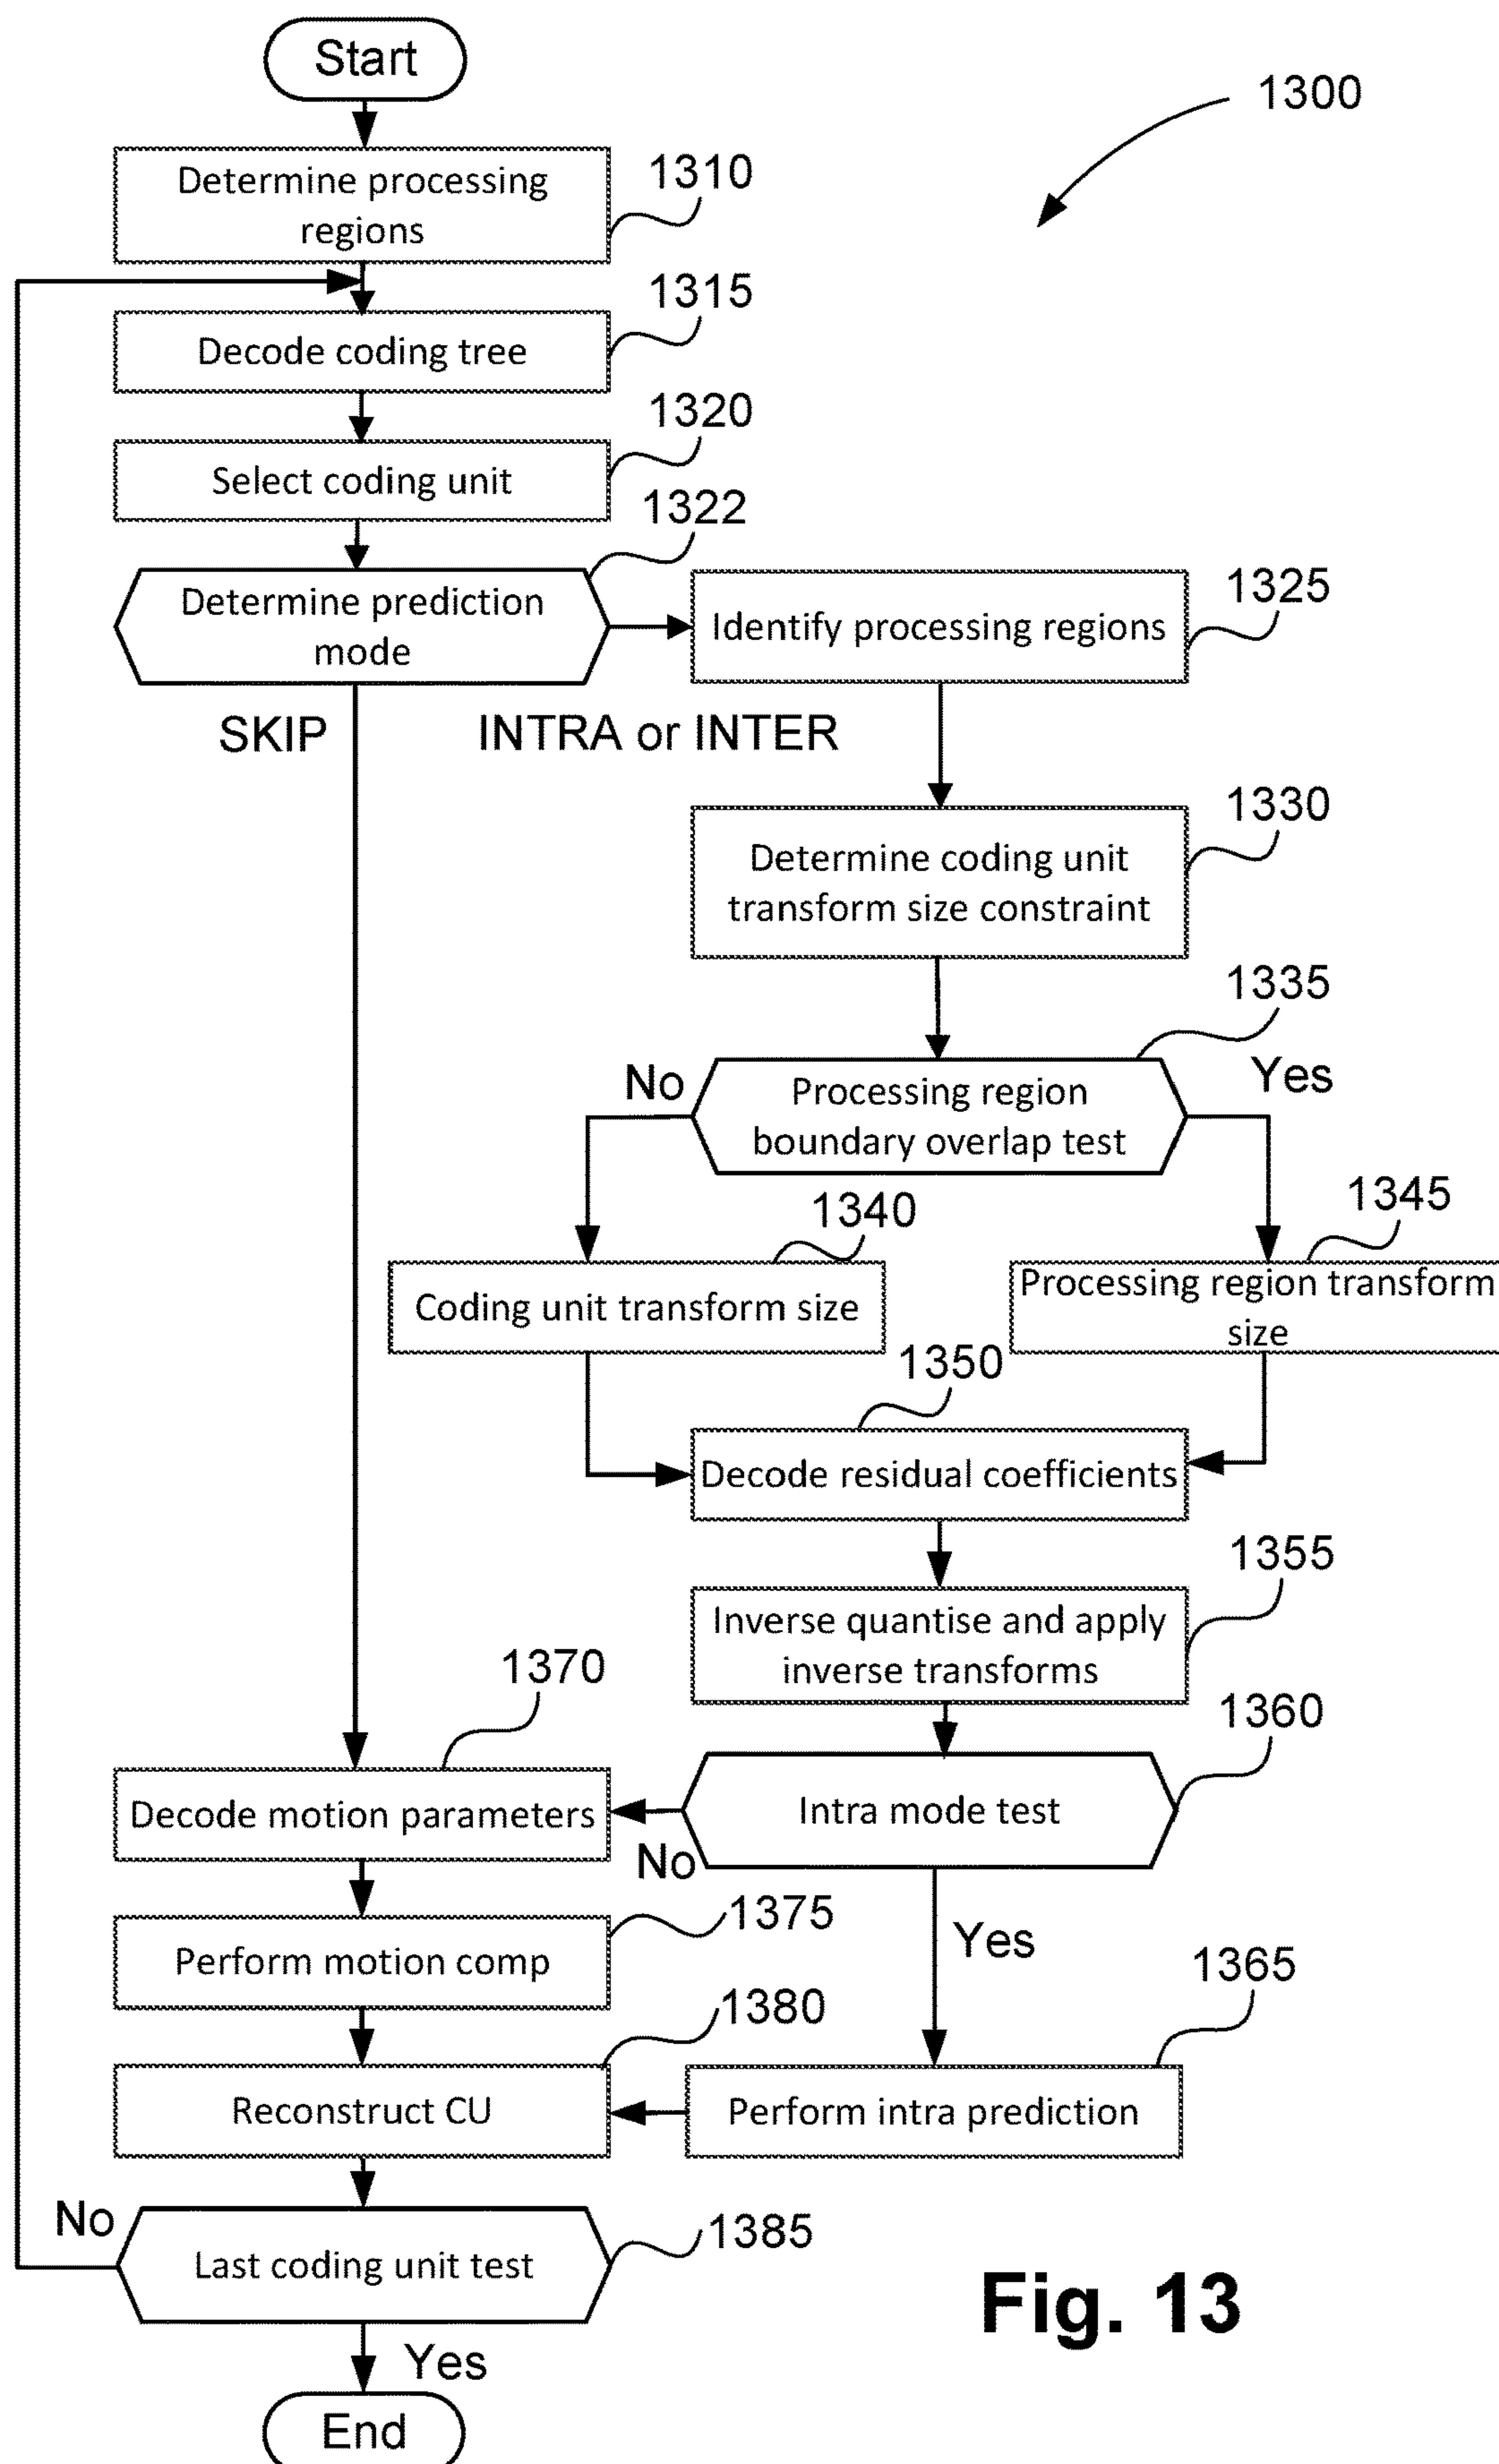 Start
1300
Determine processing
regions
1310
1315
Decode coding tree
1320
Select coding unit
1322
Determine prediction
mode
1325
Identify processing regions
SKIP
INTRA or INTER
1330
Determine coding unit
transform size constraint
1335
No
Yes
Processing region
boundary overlap test
1340
1345
Coding unit transform size
Processing region transform
size
1350
Decode residual coefficients
1355
Inverse quantise and apply
inverse transforms
1370
1360
Decode motion parameters
Intra mode test
No
1375
Perform motion comp
Yes
1365
1380
Reconstruct CU
Perform intra prediction
No
1385
Last coding unit test
Fig. 13
Yes
End